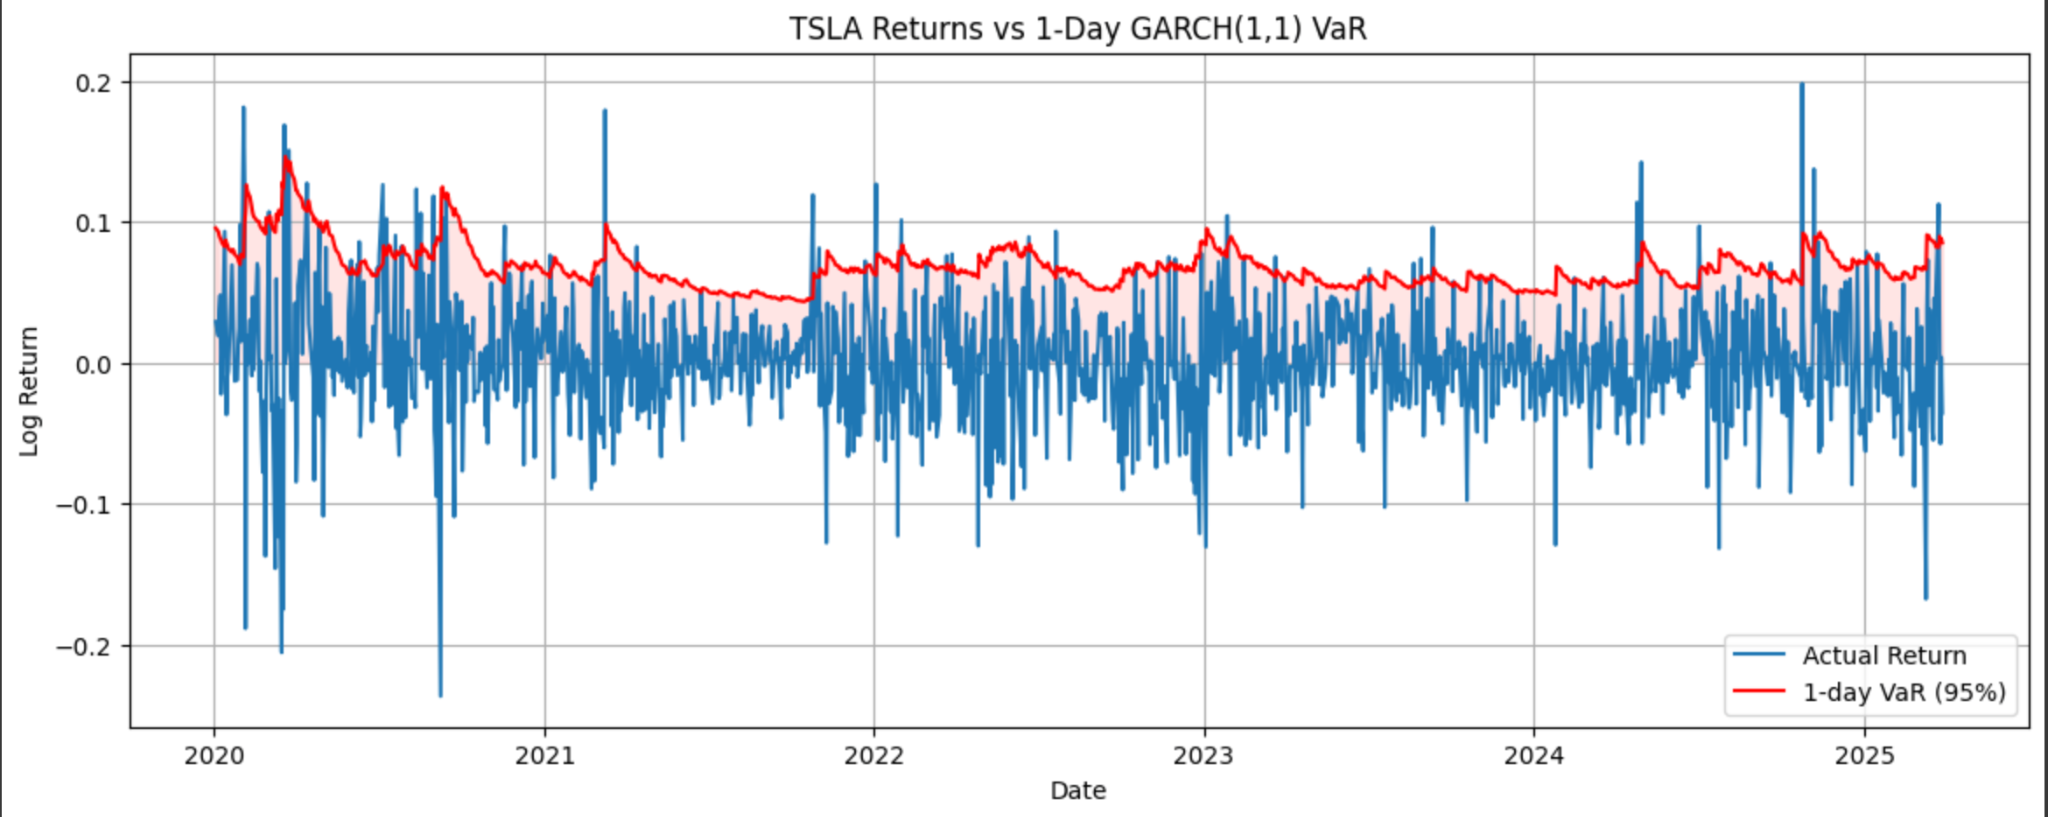 TSLA Returns vs 1-Day GARCH(1,1) VaR
0.2
0.1
0.0
−0.1
−0.2
Log Return
2020
2021
2022
2023
2024
2025
Date
Actual Return
1-day VaR (95%)